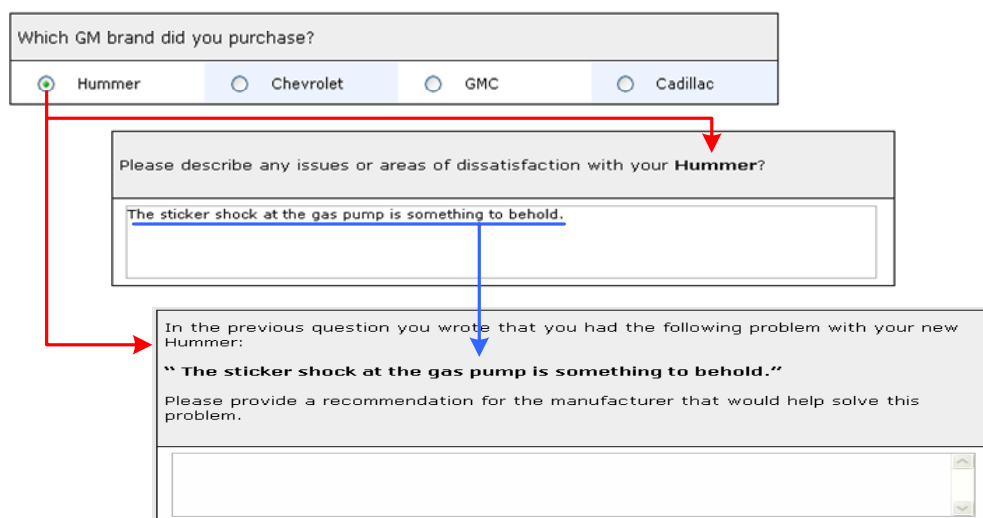 Which GM brand did you purchase?
Hummer Chevrolet GMC Cadillac
Please describe any issues or areas of dissatisfaction with your Hummer?
The sticker shock at the gas pump is something to behold.
In the previous question you wrote that you had the following problem with your new
Hummer:
“ The sticker shock at the gas pump is something to behold.“
Please provide a recommendation for the manufacturer that would help solve this
problem.